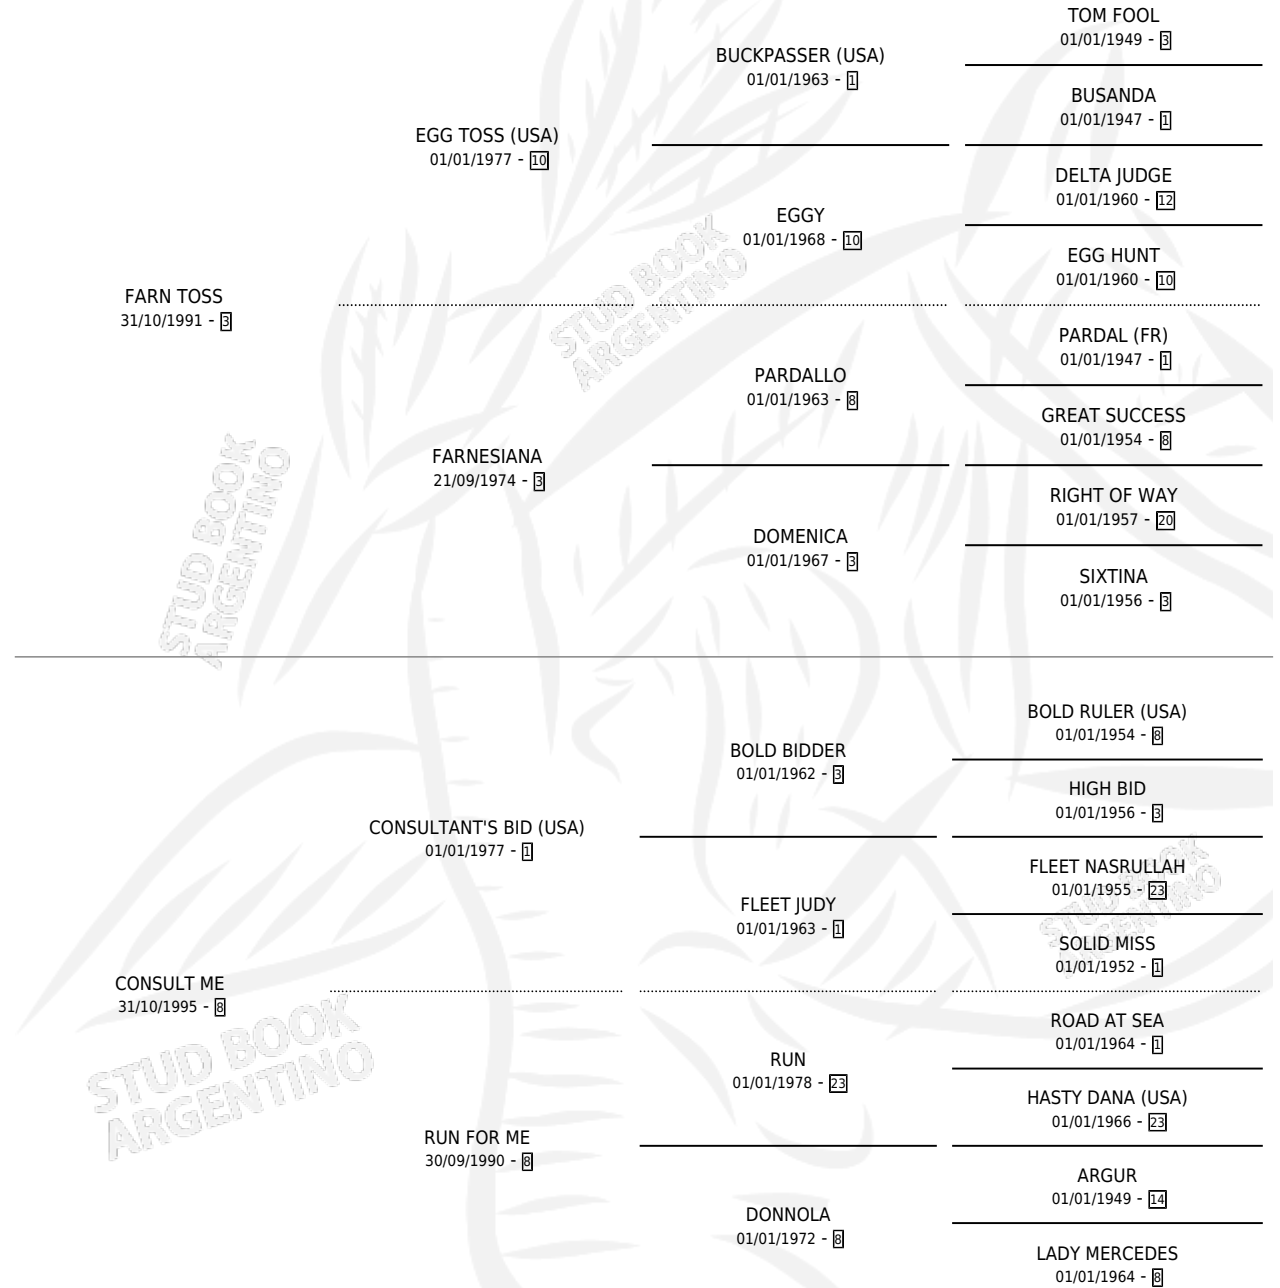 TOM FOOL
01/01/1949 - 3
BUCKPASSER (USA)
01/01/1963 - 1
BUSANDA
01/01/1947 - 1
EGG TOSS (USA)
01/01/1977 - 10
DELTA JUDGE
01/01/1960 - 12
EGGY
01/01/1968 - 10
EGG HUNT
01/01/1960 - 10
FARN TOSS
31/10/1991 - 3
STUD BOOK
ARGENTINO
PARDAL (FR)
01/01/1947 - 1
PARDALLO
01/01/1963 - 8
GREAT SUCCESS
01/01/1954 - 8
FARNESIANA
21/09/1974 - 3
RIGHT OF WAY
01/01/1957 - 20
DOMENICA
01/01/1967 - 3
SIXTINA
01/01/1956 - 3
STUD BOOK
ARGENTINO
BOLD RULER (USA)
01/01/1954 - 8
BOLD BIDDER
01/01/1962 - 3
HIGH BID
01/01/1956 - 3
CONSULTANT'S BID (USA)
01/01/1977 - 1
FLEET NASRULLAH
01/01/1955 - 23
FLEET JUDY
01/01/1963 - 1
SOLID MISS
01/01/1952 - 1
STUD BOOK
ARGENTINO
CONSULT ME
31/10/1995 - 8
STUD BOOK
ARGENTINO
ROAD AT SEA
01/01/1964 - 1
RUN
01/01/1978 - 23
HASTY DANA (USA)
01/01/1966 - 23
RUN FOR ME
30/09/1990 - 8
ARGUR
01/01/1949 - 14
DONNOLA
01/01/1972 - 8
LADY MERCEDES
01/01/1964 - 8